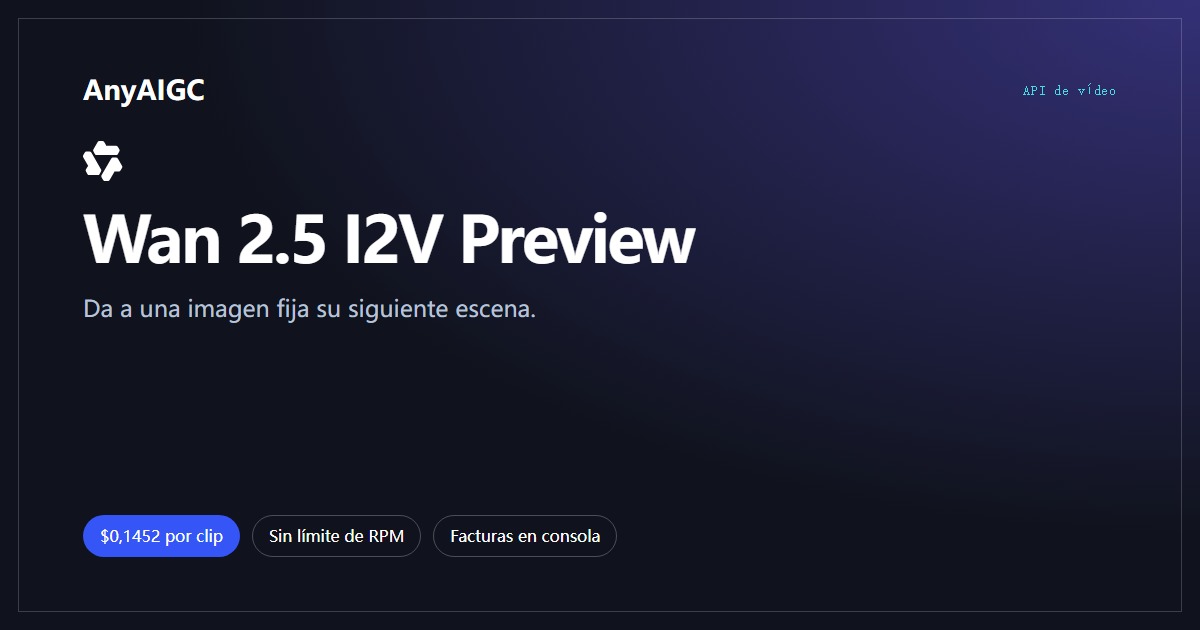 AnyAIGC
API de vídeo
Wan 2.5 I2V Preview
Da a una imagen fija su siguiente escena.
$0,1452 por clip
Sin límite de RPM
Facturas en consola